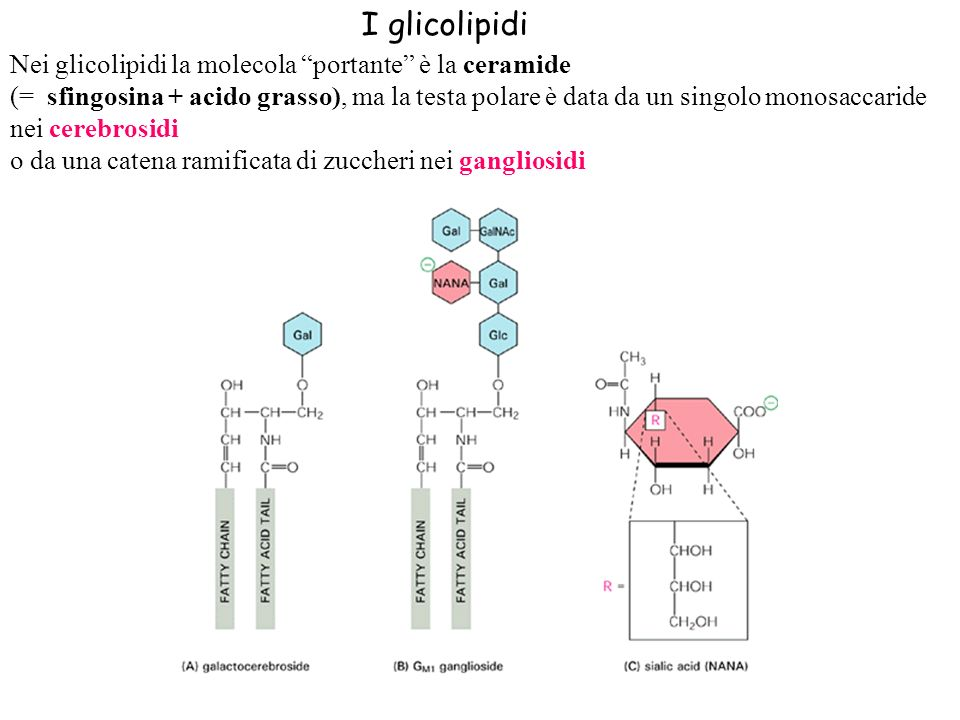 I glicolipidi
Nei glicolipidi la molecola “portante” è la ceramide
(= sfingosina + acido grasso), ma la testa polare è data da un singolo monosaccaride
nei cerebrosidi
o da una catena ramificata di zuccheri nei gangliosidi
Gal
O
OH
CH—CH—CH₂
CH
NH
CH
C=O
FATTY CHAIN
FATTY ACID TAIL
(A) galactocerebroside
Gal
GalNAc
⊖
NANA
Gal
Glc
O
OH
CH—CH—CH₂
CH
NH
CH
C=O
FATTY CHAIN
FATTY ACID TAIL
(B) GM1 ganglioside
CH₃
O=C
H
HN
R
COO⊖
H
H
H
OH
OH
H
R =
CHOH
CHOH
CH₂OH
(C) sialic acid (NANA)